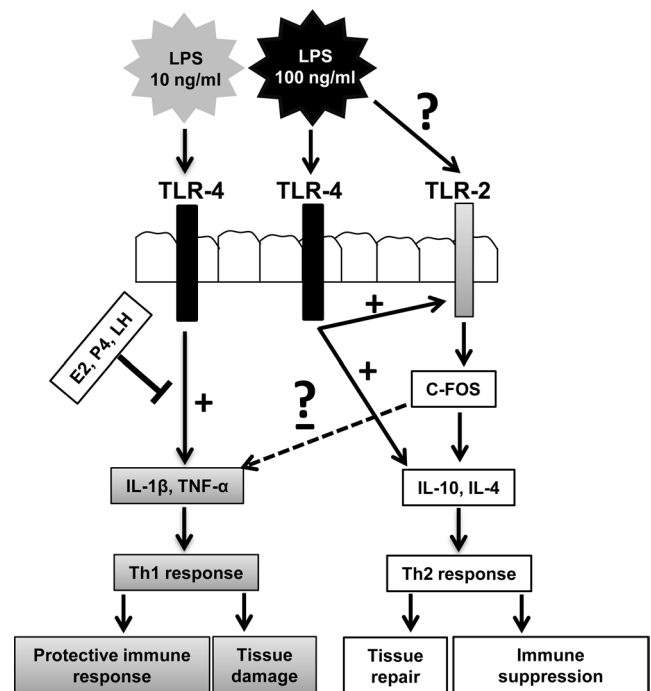 LPS
10 ng/ml
LPS
100 ng/ml
?
TLR-4
TLR-4
TLR-2
+
E2, P4, LH
+
+
?
C-FOS
IL-1β, TNF-α
IL-10, IL-4
Th1 response
Th2 response
Protective immune
response
Tissue
damage
Tissue
repair
Immune
suppression